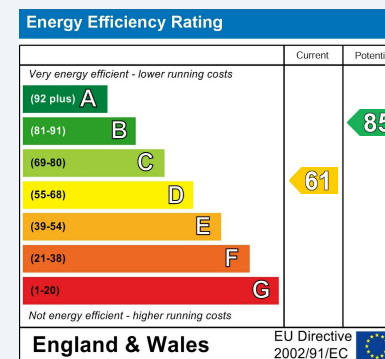 Energy Efficiency Rating
Current
Very energy efficient - lower running costs
(92 plus) A
(81-91) B
85
(69-80) C
(55-68) D
61
(39-54) E
(21-38) F
(1-20) G
Not energy efficient - higher running costs
England & Wales
EU Directive
2002/91/EC